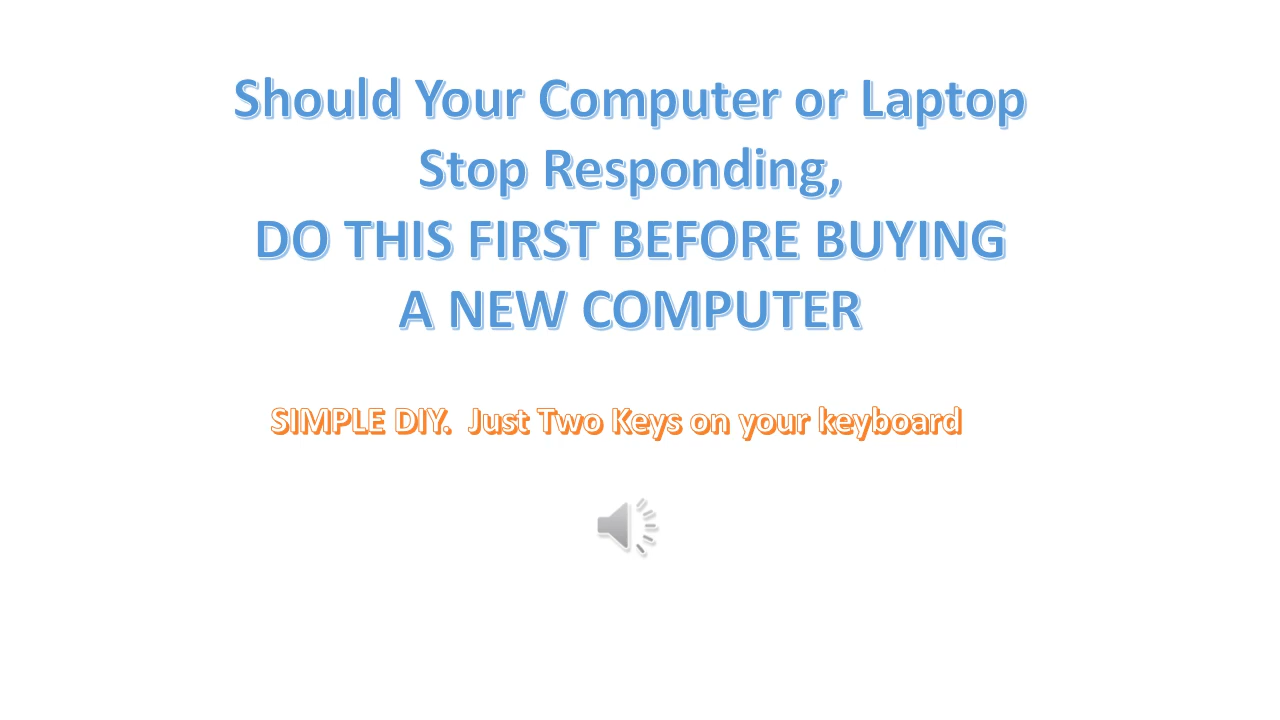 Should Your Computer or Laptop
Stop Responding,
DO THIS FIRST BEFORE BUYING
A NEW COMPUTER
SIMPLE DIY.  Just Two Keys on your keyboard